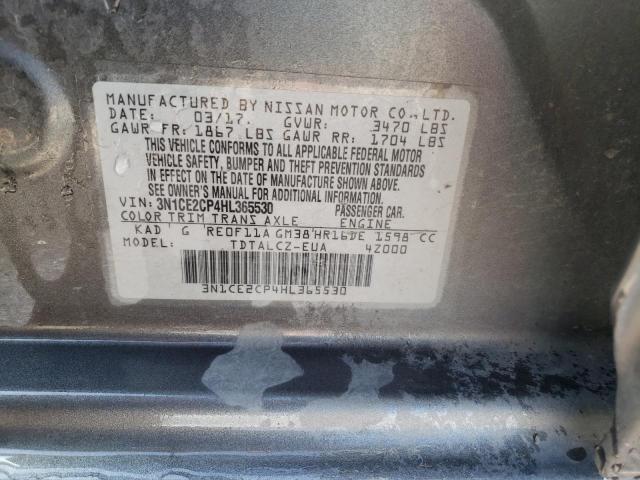 MANUFACTURED BY NISSAN MOTOR CO., LTD.
DATE: 03/17. GVWR: 3470 LBS
GAWR FR: 1867 LBS GAWR RR: 1704 LBS
THIS VEHICLE CONFORMS TO ALL APPLICABLE FEDERAL MOTOR
VEHICLE SAFETY, BUMPER AND THEFT PREVENTION STANDARDS
IN EFFECT ON THE DATE OF MANUFACTURE SHOWN ABOVE.
SEE OWNER'S MANUAL FOR ADDITIONAL INFORMATION.
VIN: 3N1CE2CP4HL365530 PASSENGER CAR.
COLOR TRIM TRANS AXLE ENGINE
KAD G RE0F11A GM38 HR16DE 1598 CC
MODEL: TDTALCZ-EUA 4Z000
3N1CE2CP4HL365530